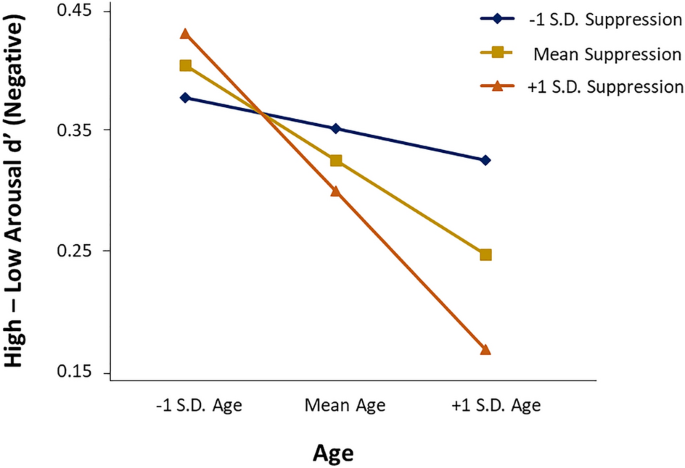 High – Low Arousal d’ (Negative)
0.45
0.35
0.25
0.15
-1 S.D. Suppression
Mean Suppression
+1 S.D. Suppression
-1 S.D. Age
Mean Age
+1 S.D. Age
Age